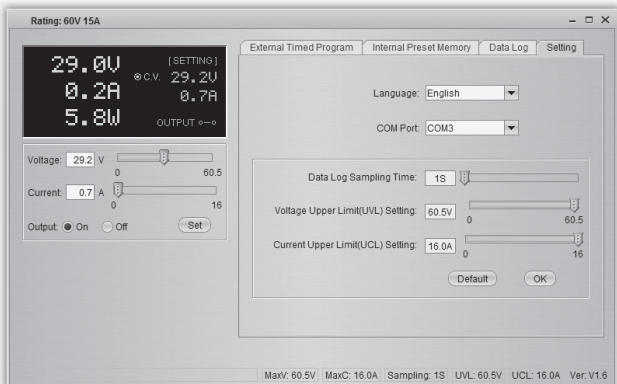 Rating: 60V 15A
29.0V
[SETTING]
C.V. 29.2V
0.2A
0.7A
5.8W
OUTPUT
Voltage: 29.2 V
0 60.5
Current: 0.7 A
0 16
Output: On Off Set
External Timed Program Internal Preset Memory Data Log Setting
Language: English
COM Port: COM3
Data Log Sampling Time: 1S
Voltage Upper Limit(UVL) Setting: 60.5V
0 60.5
Current Upper Limit(UCL) Setting: 16.0A
0 16
Default OK
MaxV: 60.5V MaxC: 16.0A Sampling: 1S UVL: 60.5V UCL: 16.0A Ver: V1.6